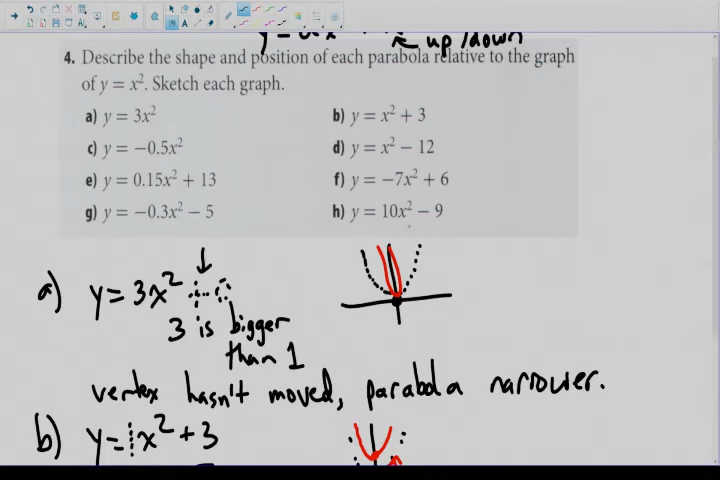 up/down
4. Describe the shape and position of each parabola relative to the graph
of y = x². Sketch each graph.
a) y = 3x²
b) y = x² + 3
c) y = −0.5x²
d) y = x² − 12
e) y = 0.15x² + 13
f) y = −7x² + 6
g) y = −0.3x² − 5
h) y = 10x² − 9
a) y = 3x²
3 is bigger
than 1
vertex hasn't moved, parabola narrower.
b) y = x² + 3